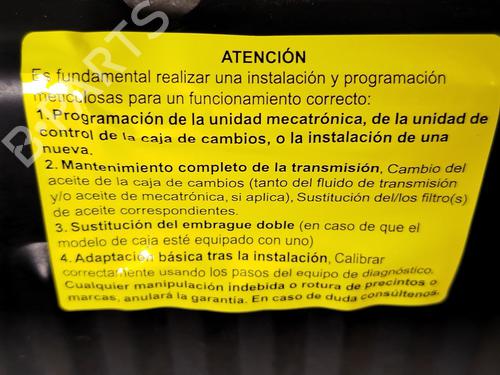 ATENCIÓN
Es fundamental realizar una instalación y programación
meticulosas para un funcionamiento correcto:
1. Programación de la unidad mecatrónica, de la unidad de
control de la caja de cambios, o la instalación de una
nueva.
2. Mantenimiento completo de la transmisión, Cambio del
aceite de la caja de cambios (tanto del fluido de transmisión
y/o aceite de mecatrónica, si aplica), Sustitución del/los filtro(s)
de aceite correspondientes.
3. Sustitución del embrague doble (en caso de que el
modelo de caja esté equipado con uno)
4. Adaptación básica tras la instalación, Calibrar
correctamente usando los pasos del equipo de diagnóstico.
Cualquier manipulación indebida o rotura de precintos o
marcas, anulará la garantía. En caso de duda consúltenos.